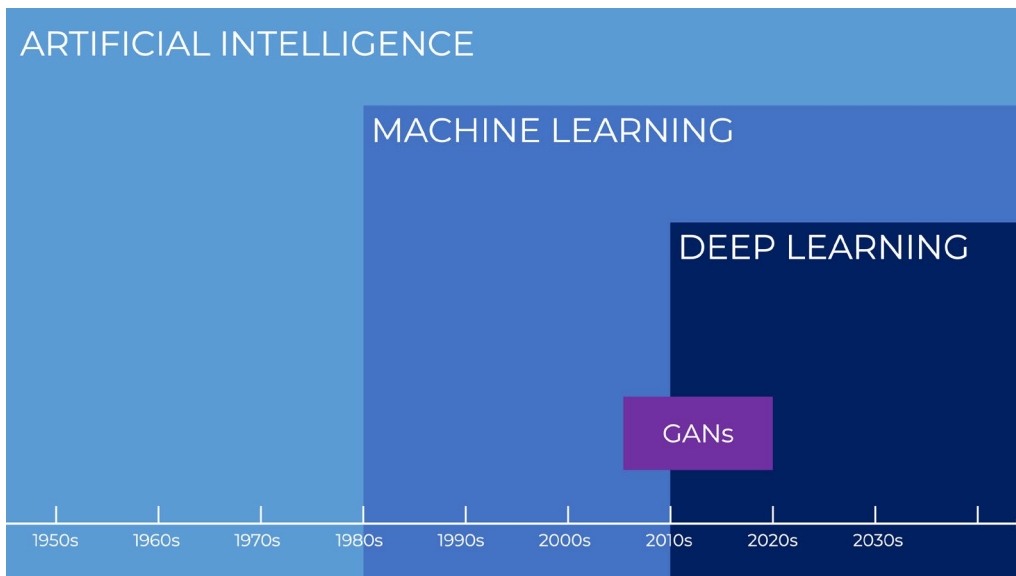 ARTIFICIAL INTELLIGENCE
MACHINE LEARNING
DEEP LEARNING
GANs
1950s 1960s 1970s 1980s 1990s 2000s 2010s 2020s 2030s